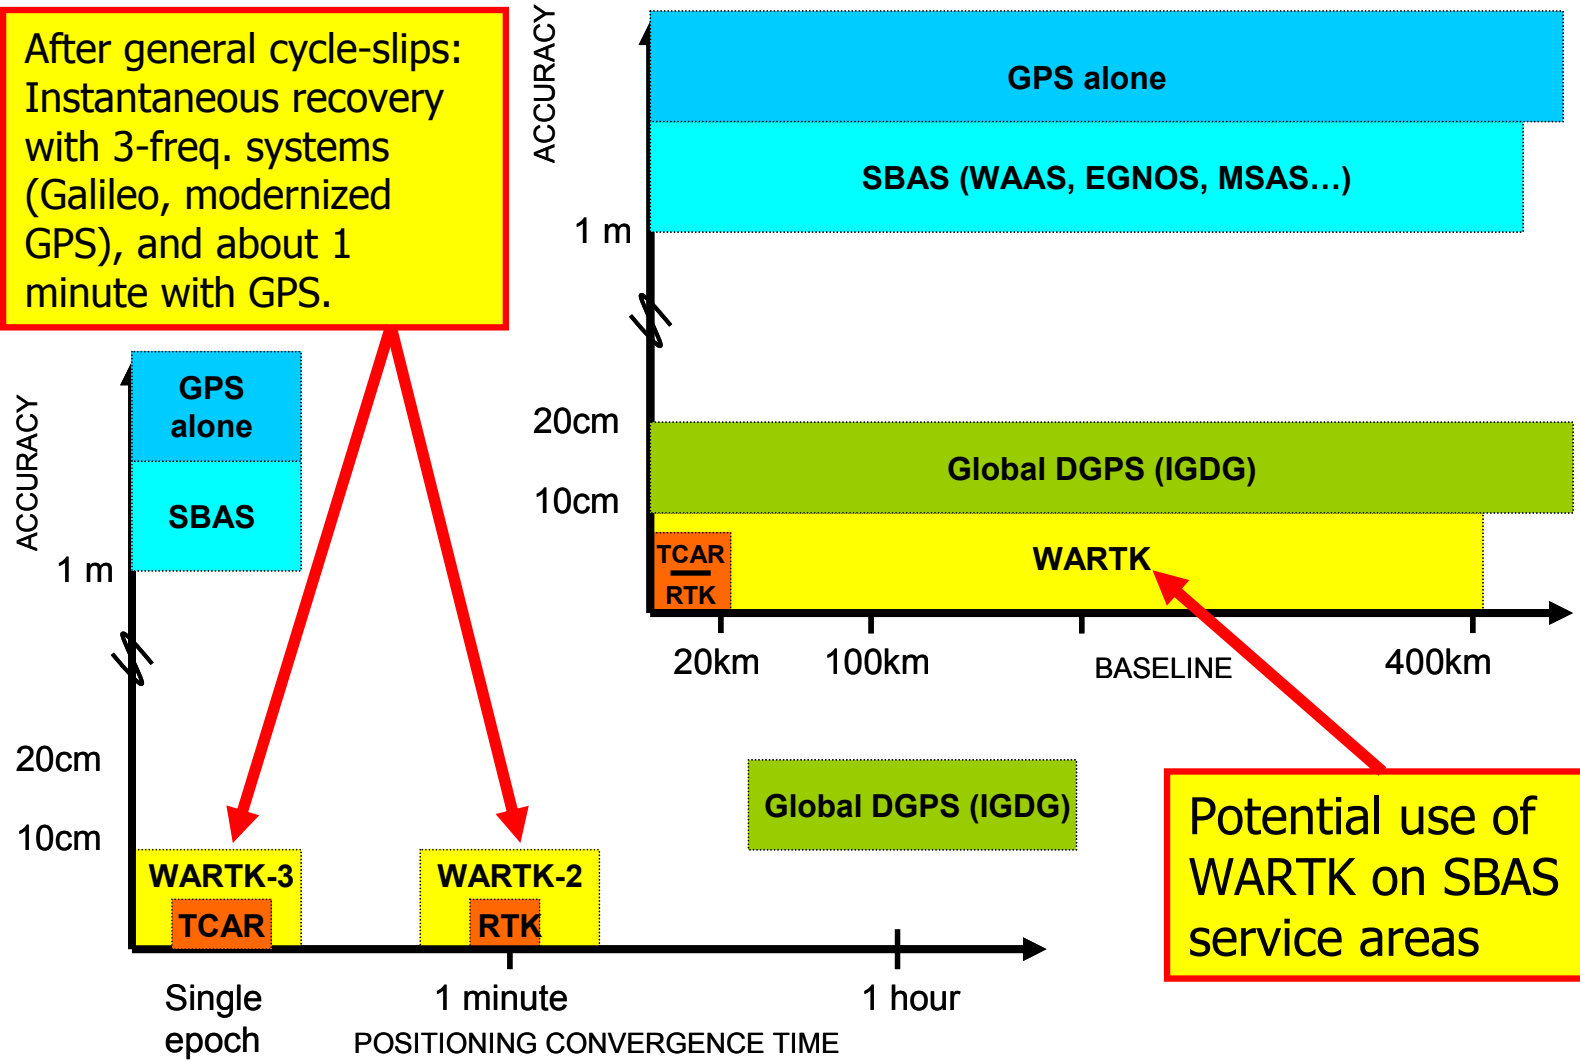 After general cycle-slips:
Instantaneous recovery
with 3-freq. systems
(Galileo, modernized
GPS), and about 1
minute with GPS.
ACCURACY
GPS alone
SBAS (WAAS, EGNOS, MSAS…)
1 m
20cm
10cm
Global DGPS (IGDG)
TCAR
RTK
WARTK
20km
100km
BASELINE
400km
ACCURACY
GPS
alone
SBAS
1 m
20cm
10cm
Global DGPS (IGDG)
WARTK-3
TCAR
WARTK-2
RTK
Single
epoch
1 minute
1 hour
POSITIONING CONVERGENCE TIME
Potential use of
WARTK on SBAS
service areas